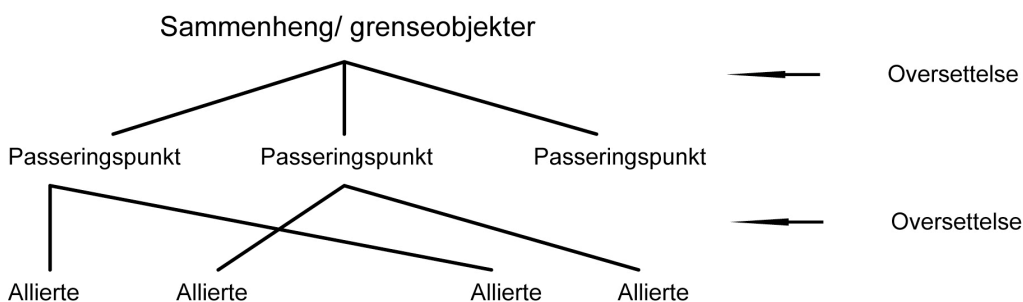 Sammenheng/ grenseobjekter
Oversettelse
Passeringspunkt Passeringspunkt Passeringspunkt
Oversettelse
Allierte Allierte Allierte Allierte